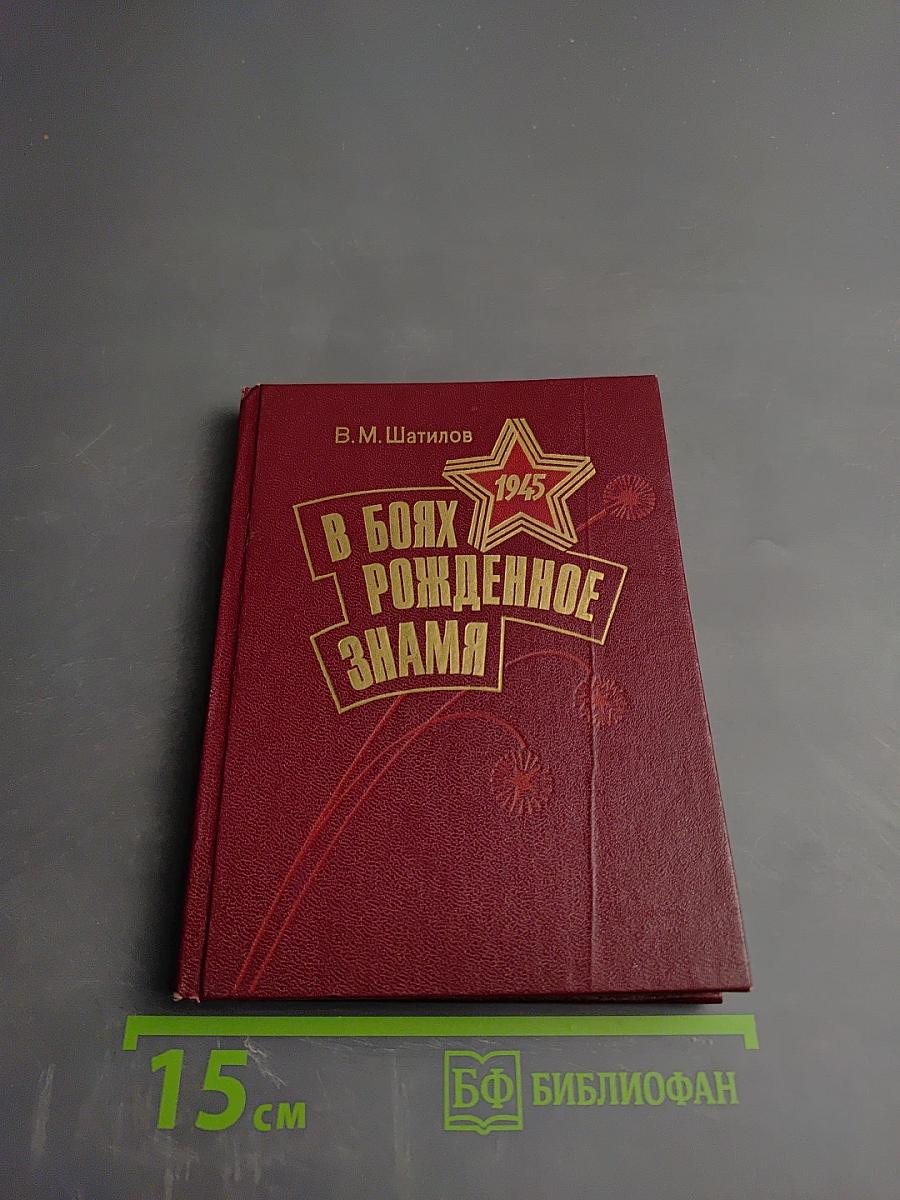 В.М.Шатилов
1945
В БОЯХ
РОЖДЕННОЕ
ЗНАМЯ
15 см
БФ БИБЛИОФАН